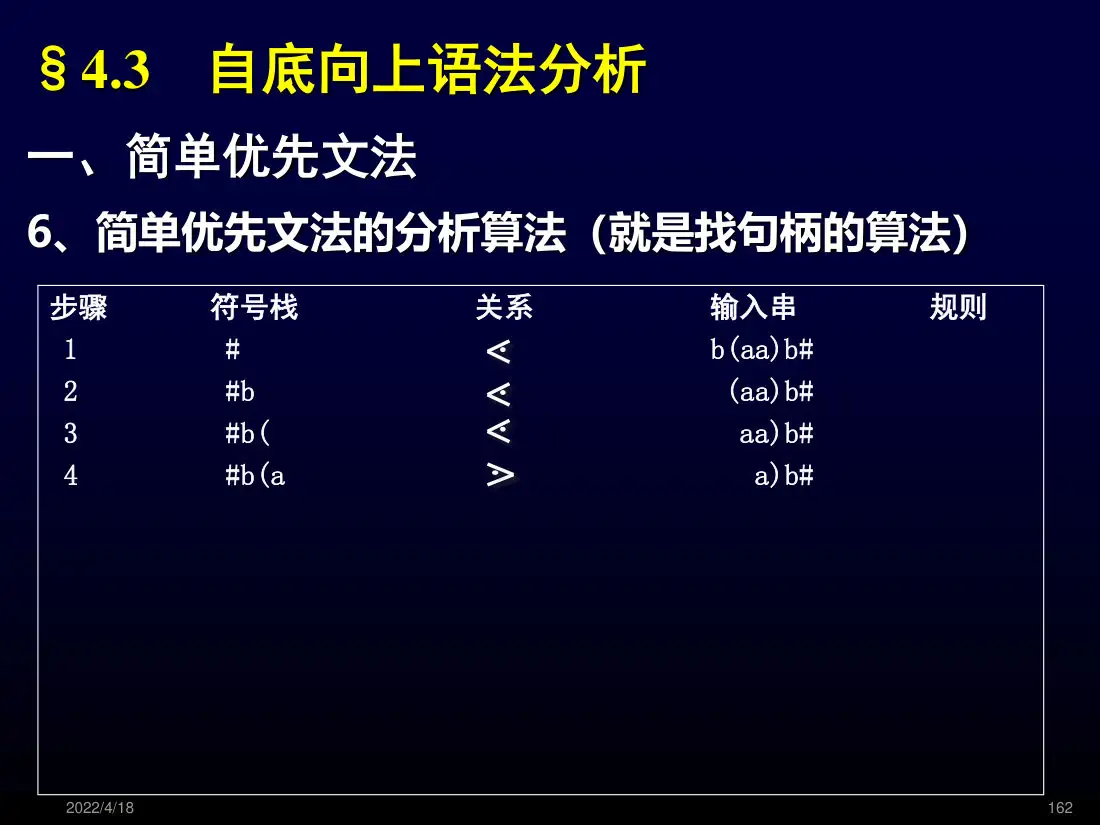 §4.3 自底向上语法分析
一、简单优先文法
6、简单优先文法的分析算法（就是找句柄的算法）
步骤 符号栈 关系 输入串 规则
1 # ⋖ b(aa)b#
2 #b ⋖ (aa)b#
3 #b( ⋖ aa)b#
4 #b(a ⋗ a)b#
2022/4/18 162